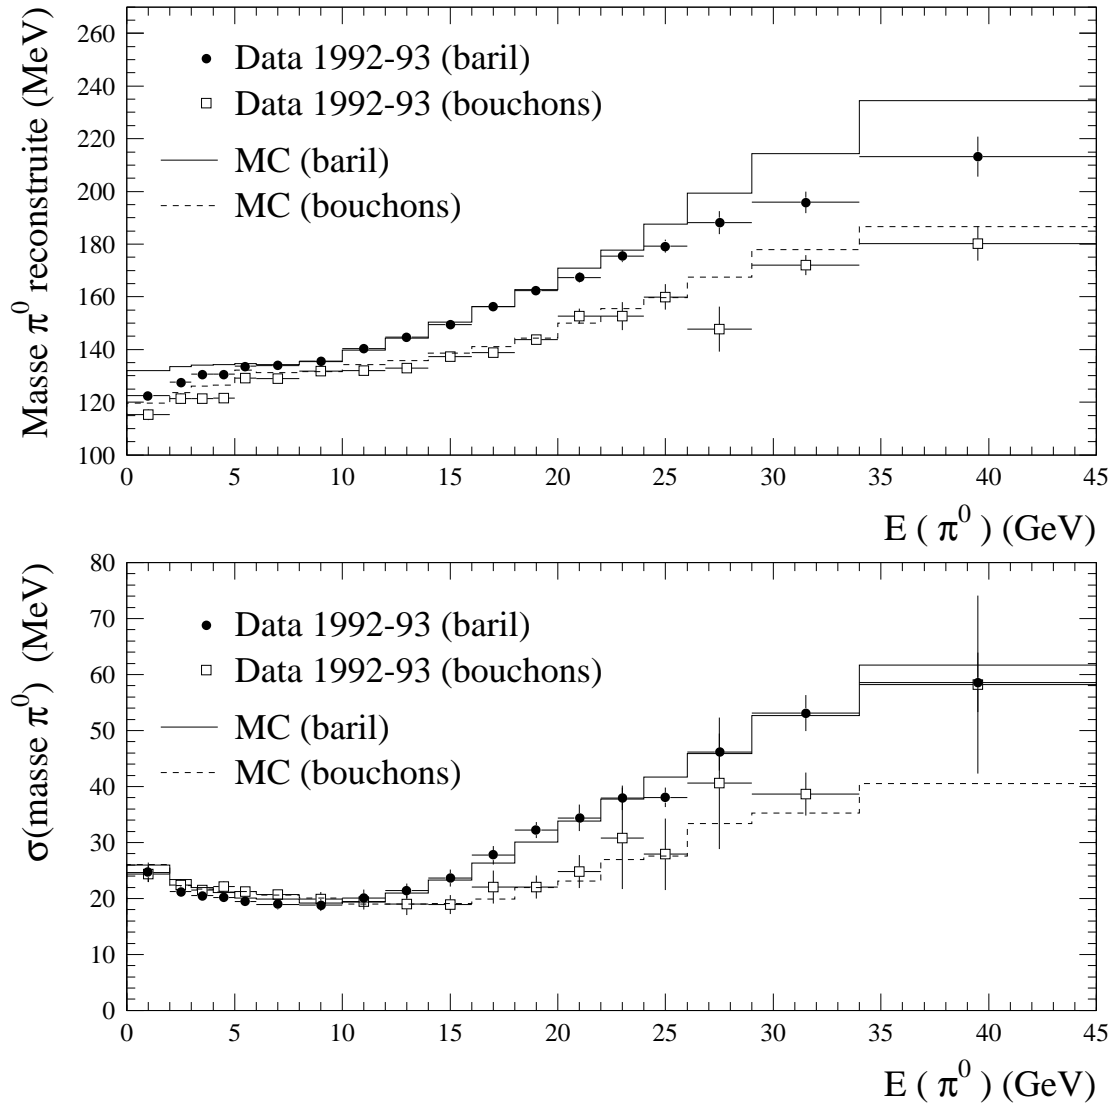 Masse π⁰ reconstruite (MeV)
260
240
220
200
180
160
140
120
100
Data 1992-93 (baril)
Data 1992-93 (bouchons)
MC (baril)
MC (bouchons)
0 5 10 15 20 25 30 35 40 45
E ( π⁰ ) (GeV)
σ(masse π⁰) (MeV)
80
70
60
50
40
30
20
10
0
Data 1992-93 (baril)
Data 1992-93 (bouchons)
MC (baril)
MC (bouchons)
0 5 10 15 20 25 30 35 40 45
E ( π⁰ ) (GeV)